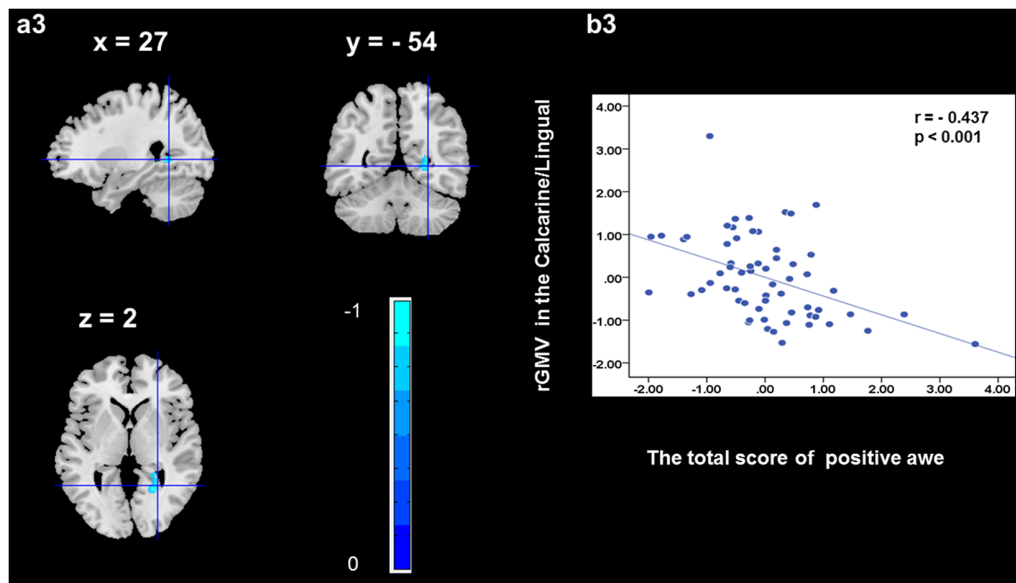 a3
x = 27
y = - 54
z = 2
-1
0
b3
rGMV in the Calcarine/Lingual
4.00
3.00
2.00
1.00
.00
-1.00
-2.00
r = - 0.437
p < 0.001
-2.00 -1.00 .00 1.00 2.00 3.00 4.00
The total score of positive awe